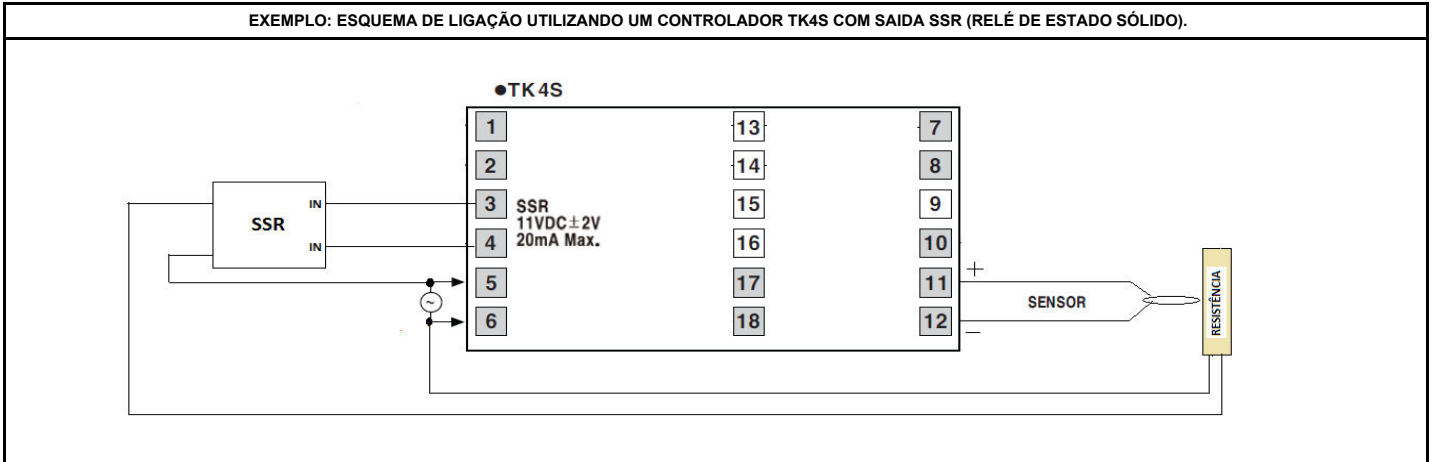 EXEMPLO: ESQUEMA DE LIGAÇÃO UTILIZANDO UM CONTROLADOR TK4S COM SAIDA SSR (RELÉ DE ESTADO SÓLIDO).
●TK4S
1 13 7
2 14 8
IN 3 SSR 15 9
SSR
11VDC±2V
IN 4 20mA Max. 16 10
5 17 11 +
SENSOR
~
6 18 12 −
RESISTÊNCIA